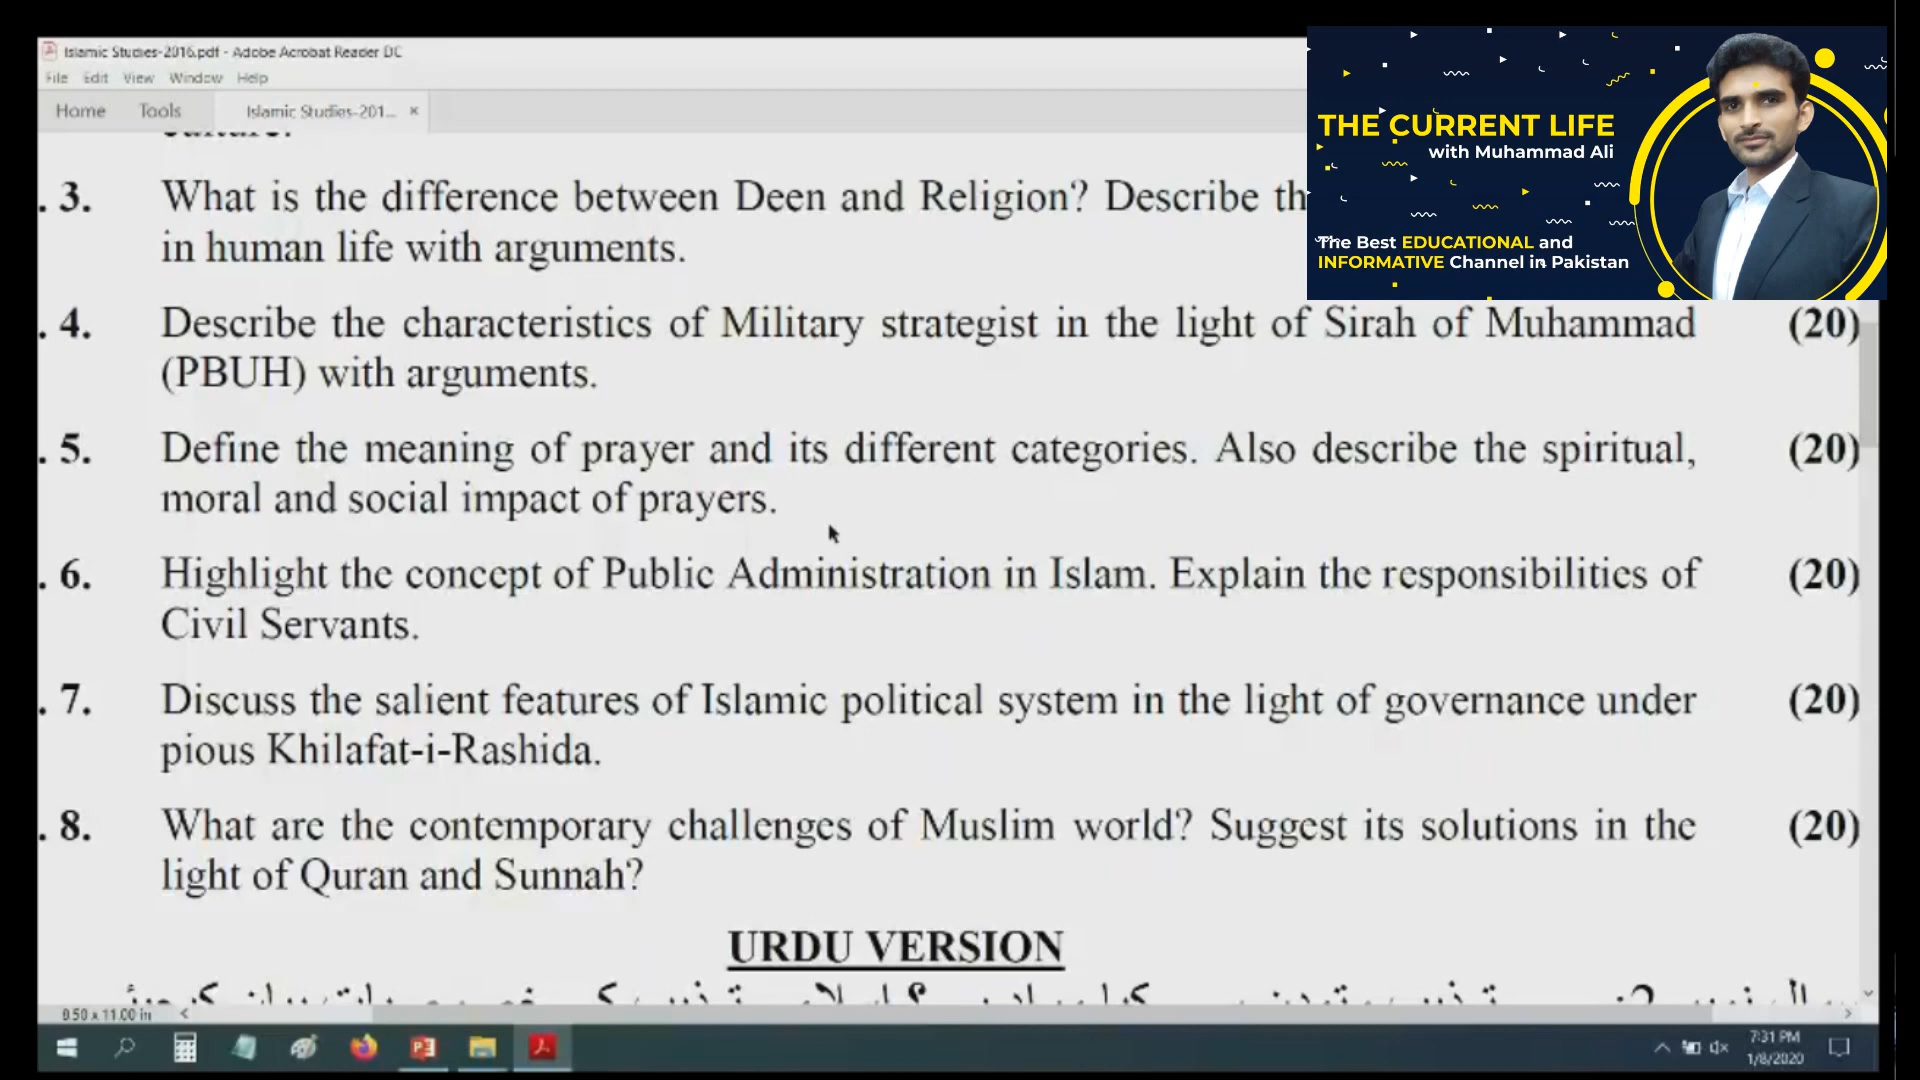 Islamic Studies-2016.pdf - Adobe Acrobat Reader DC
File Edit View Window Help
Home Tools Islamic Studies-201... ×
THE CURRENT LIFE
with Muhammad Ali
The Best EDUCATIONAL and
INFORMATIVE Channel in Pakistan
. 3. What is the difference between Deen and Religion? Describe
in human life with arguments.
. 4. Describe the characteristics of Military strategist in the light of Sirah of Muhammad (20)
(PBUH) with arguments.
. 5. Define the meaning of prayer and its different categories. Also describe the spiritual, (20)
moral and social impact of prayers.
. 6. Highlight the concept of Public Administration in Islam. Explain the responsibilities of (20)
Civil Servants.
. 7. Discuss the salient features of Islamic political system in the light of governance under (20)
pious Khilafat-i-Rashida.
. 8. What are the contemporary challenges of Muslim world? Suggest its solutions in the (20)
light of Quran and Sunnah?
URDU VERSION
8.50 x 11.00 in
7:31 PM
1/8/2020